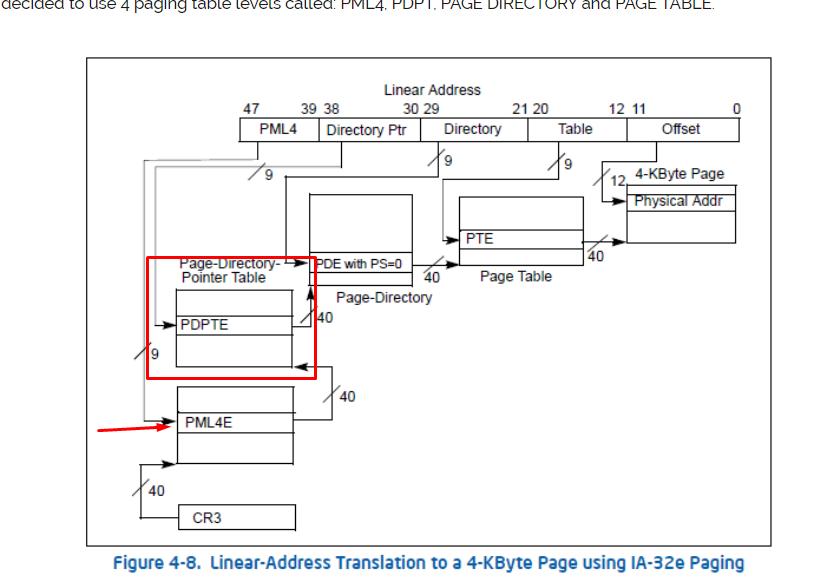 decided to use 4 paging table levels called: PML4, PDPT, PAGE DIRECTORY and PAGE TABLE.
Linear Address
47 39 38 30 29 21 20 12 11 0
PML4 Directory Ptr Directory Table Offset
9 9 9 12 4-KByte Page
Physical Addr
PTE
40
Page-Directory-
Pointer Table
PDE with PS=0
40
Page Table
Page-Directory
PDPTE
40
9
40
PML4E
40
CR3
Figure 4-8. Linear-Address Translation to a 4-KByte Page using IA-32e Paging